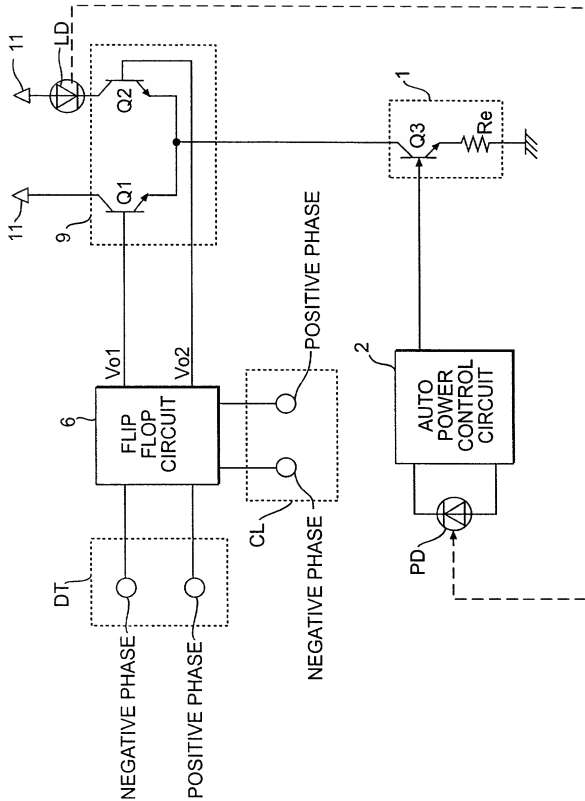 NEGATIVE PHASE
POSITIVE PHASE
DT
6
FLIP
FLOP
CIRCUIT
Vo1
Vo2
CL
NEGATIVE PHASE
POSITIVE PHASE
9
11
Q1
11
LD
Q2
PD
2
AUTO
POWER
CONTROL
CIRCUIT
1
Q3
Re